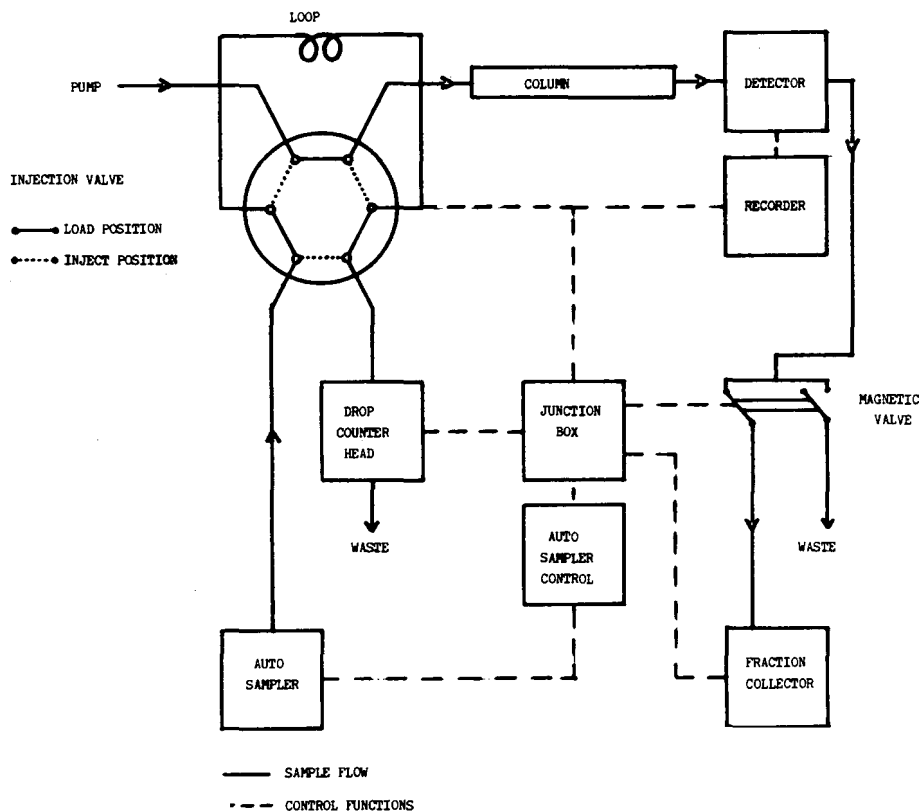 LOOP
PUMP
COLUMN
DETECTOR
INJECTION VALVE
LOAD POSITION
INJECT POSITION
RECORDER
DROP
COUNTER
HEAD
JUNCTION
BOX
MAGNETIC
VALVE
WASTE
AUTO
SAMPLER
CONTROL
WASTE
AUTO
SAMPLER
FRACTION
COLLECTOR
SAMPLE FLOW
CONTROL FUNCTIONS